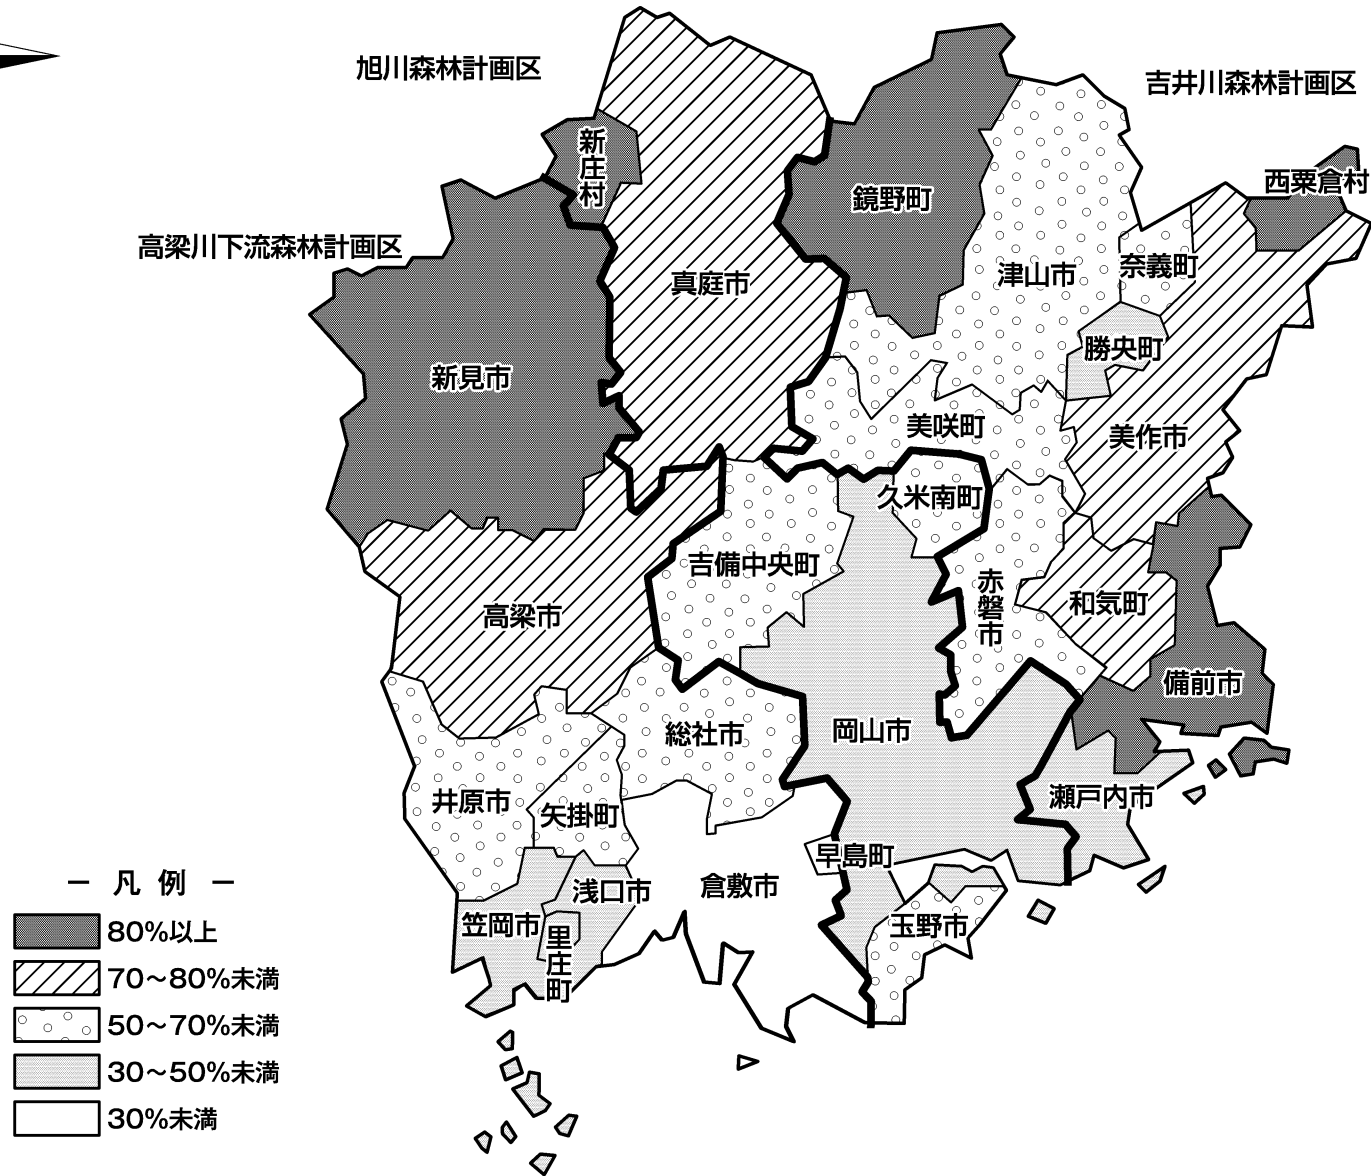 旭川森林計画区
吉井川森林計画区
新庄村
西粟倉村
鏡野町
高梁川下流森林計画区
奈義町
津山市
真庭市
勝央町
新見市
美咲町
美作市
久米南町
吉備中央町
赤磐市
和気町
高梁市
備前市
総社市
岡山市
瀬戸内市
井原市
矢掛町
早島町
倉敷市
浅口市
笠岡市
玉野市
里庄町
― 凡 例 ―
80%以上
70～80%未満
50～70%未満
30～50%未満
30%未満